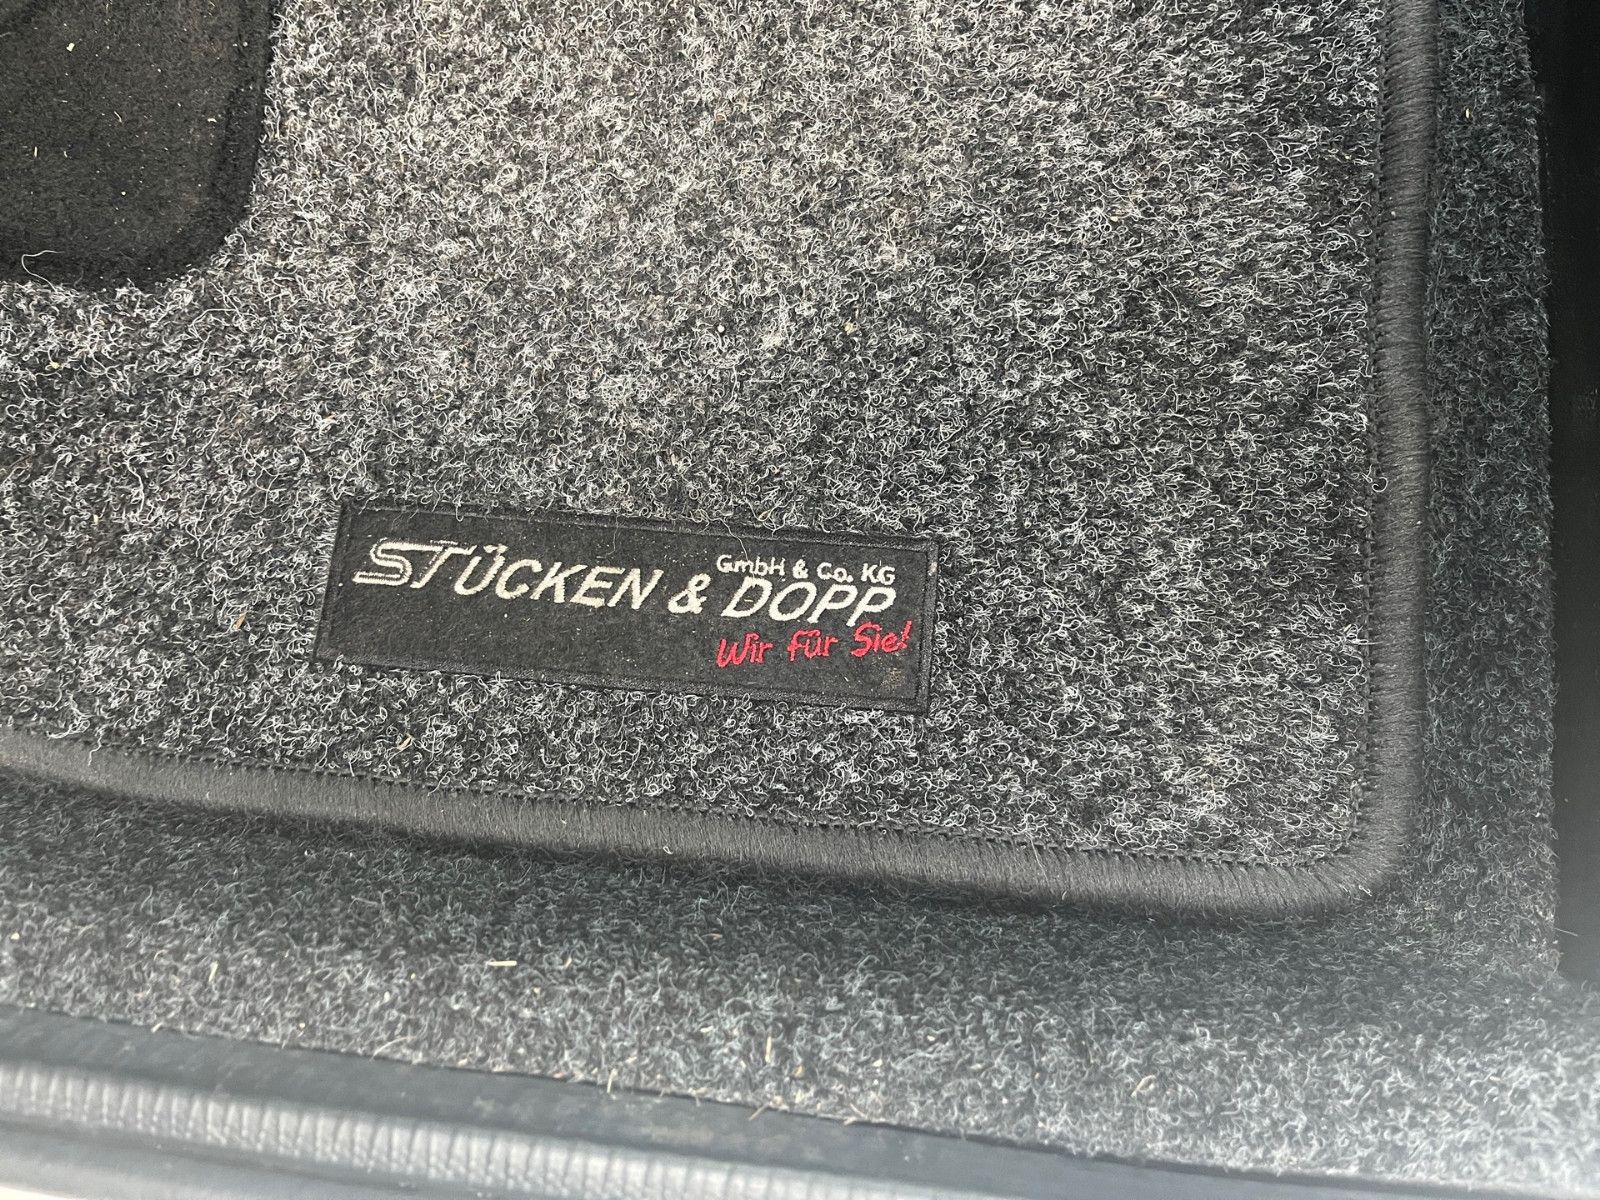 GmbH & Co. KG
STÜCKEN & DOPP
Wir für Sie!